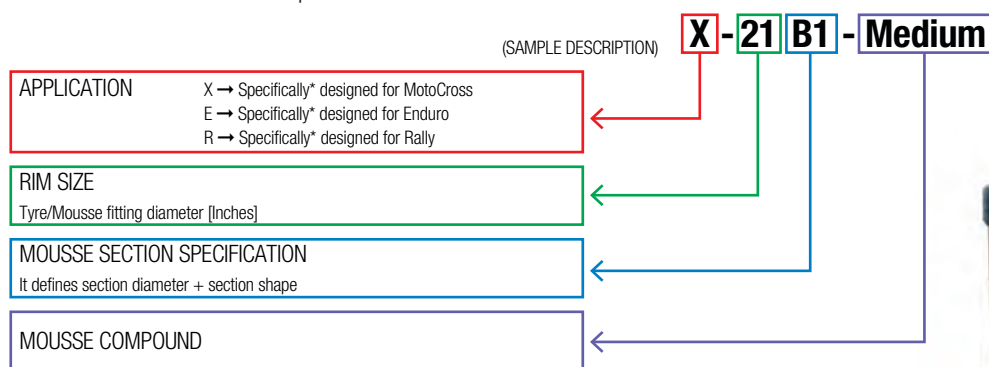 (SAMPLE DESCRIPTION) X - 21 B1 - Medium
APPLICATION X → Specifically* designed for MotoCross
E → Specifically* designed for Enduro
R → Specifically* designed for Rally
RIM SIZE
Tyre/Mousse fitting diameter [Inches]
MOUSSE SECTION SPECIFICATION
It defines section diameter + section shape
MOUSSE COMPOUND